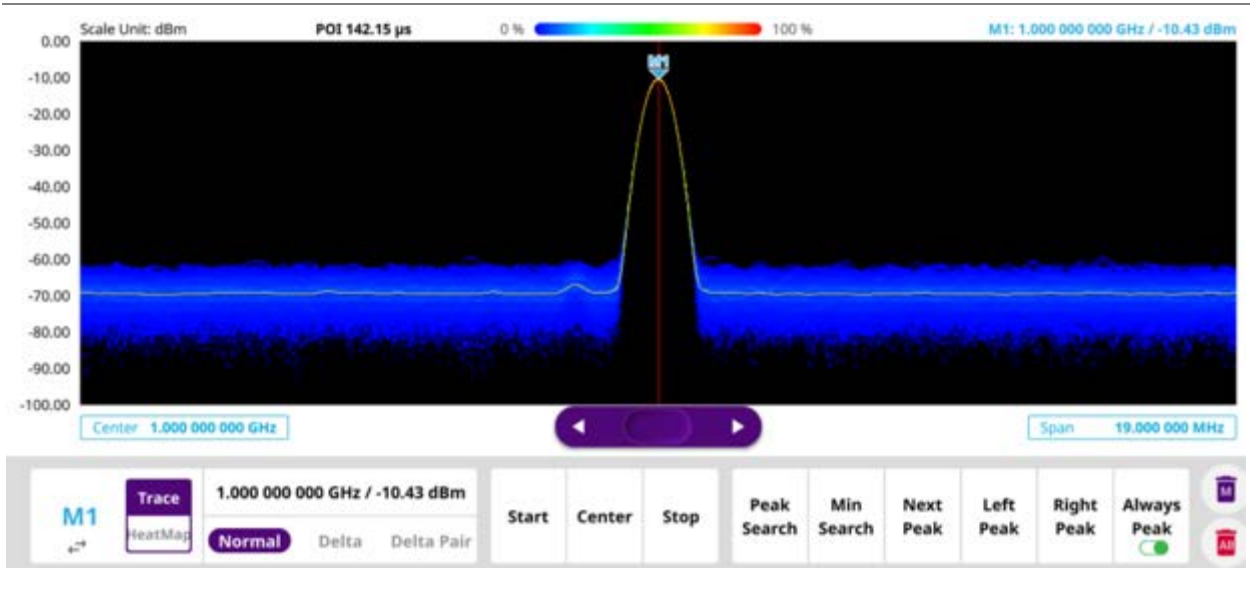 Scale Unit: dBm POI 142.15 µs 0 % 100 % M1: 1.000 000 000 GHz / -10.43 dBm
0.00
M1
-10.00
-20.00
-30.00
-40.00
-50.00
-60.00
-70.00
-80.00
-90.00
-100.00
Center 1.000 000 000 GHz Span 19.000 000 MHz
M1
Trace
HeatMap
1.000 000 000 GHz / -10.43 dBm
Normal Delta Delta Pair
Start Center Stop
Peak Search
Min Search
Next Peak
Left Peak
Right Peak
Always Peak
M
AB